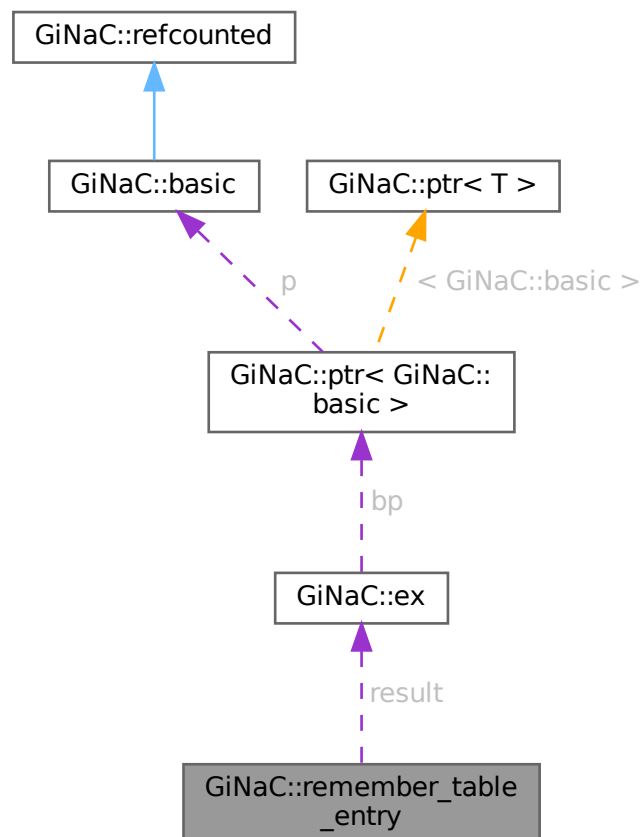 GiNaC::refcounted
GiNaC::basic
GiNaC::ptr< T >
p
< GiNaC::basic >
GiNaC::ptr< GiNaC::
basic >
bp
GiNaC::ex
result
GiNaC::remember_table
_entry